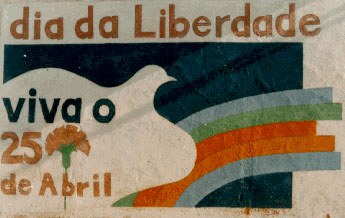 dia da Liberdade
viva o
25
de Abril